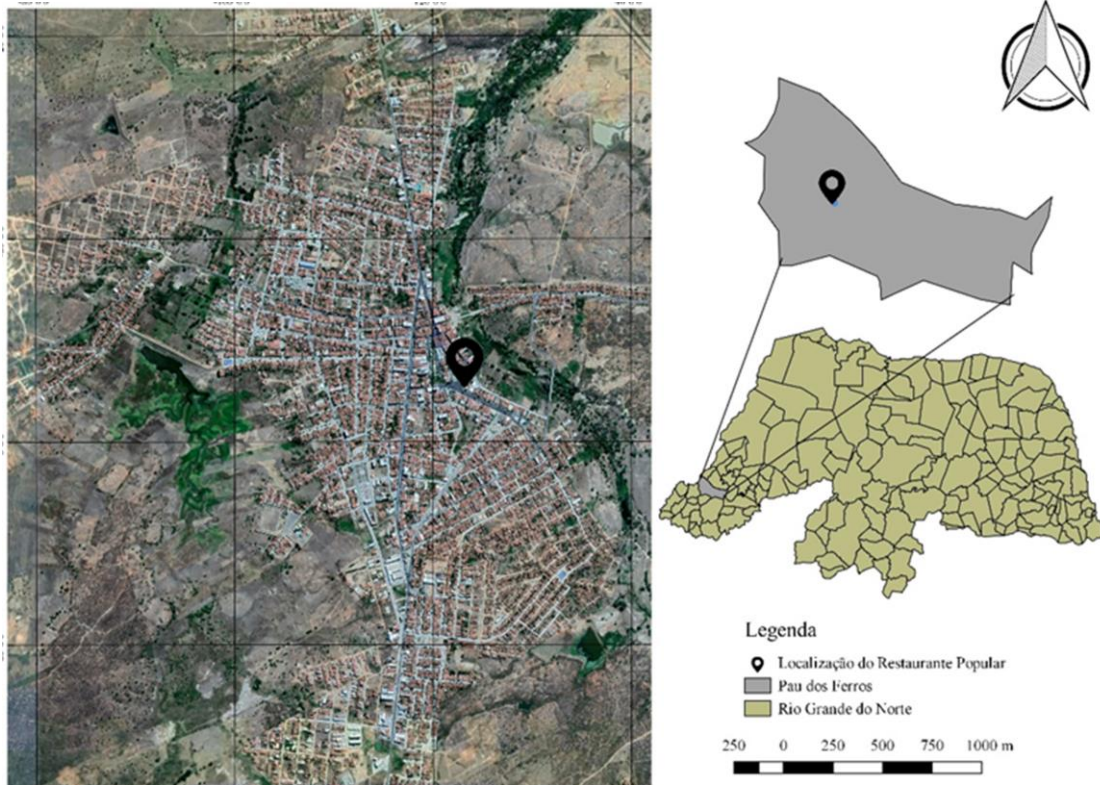 Legenda
Localização do Restaurante Popular
Pau dos Ferros
Rio Grande do Norte
250 0 250 500 750 1000 m